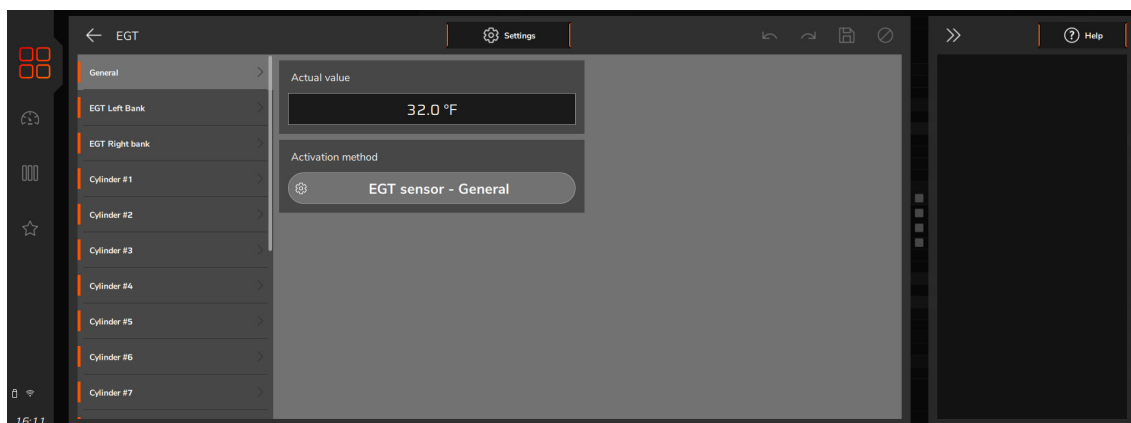 EGT
Settings
Help
General
EGT Left Bank
EGT Right bank
Cylinder #1
Cylinder #2
Cylinder #3
Cylinder #4
Cylinder #5
Cylinder #6
Cylinder #7
Actual value
32.0 °F
Activation method
EGT sensor - General
16:11